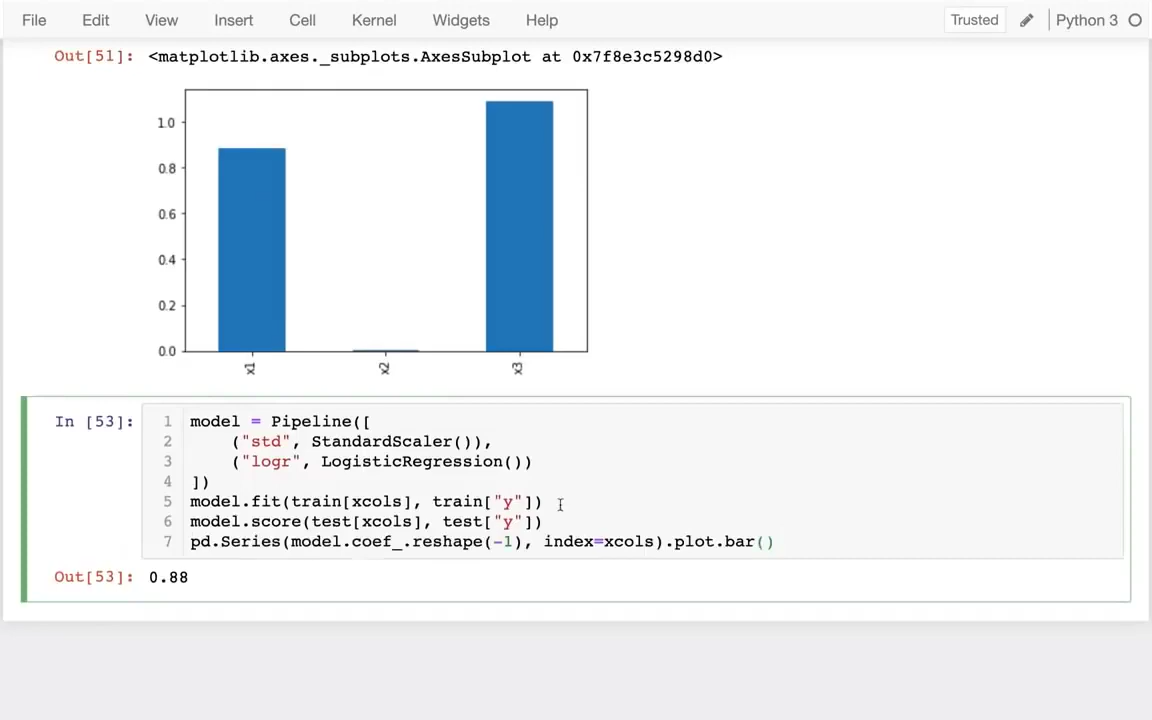 File Edit View Insert Cell Kernel Widgets Help Trusted Python 3
Out[51]: <matplotlib.axes._subplots.AxesSubplot at 0x7f8e3c5298d0>
1.0
0.8
0.6
0.4
0.2
0.0
x1 x2 x3
In [53]:
1 model = Pipeline([
2     ("std", StandardScaler()),
3     ("logr", LogisticRegression())
4 ])
5 model.fit(train[xcols], train["y"])
6 model.score(test[xcols], test["y"])
7 pd.Series(model.coef_.reshape(-1), index=xcols).plot.bar()
Out[53]: 0.88